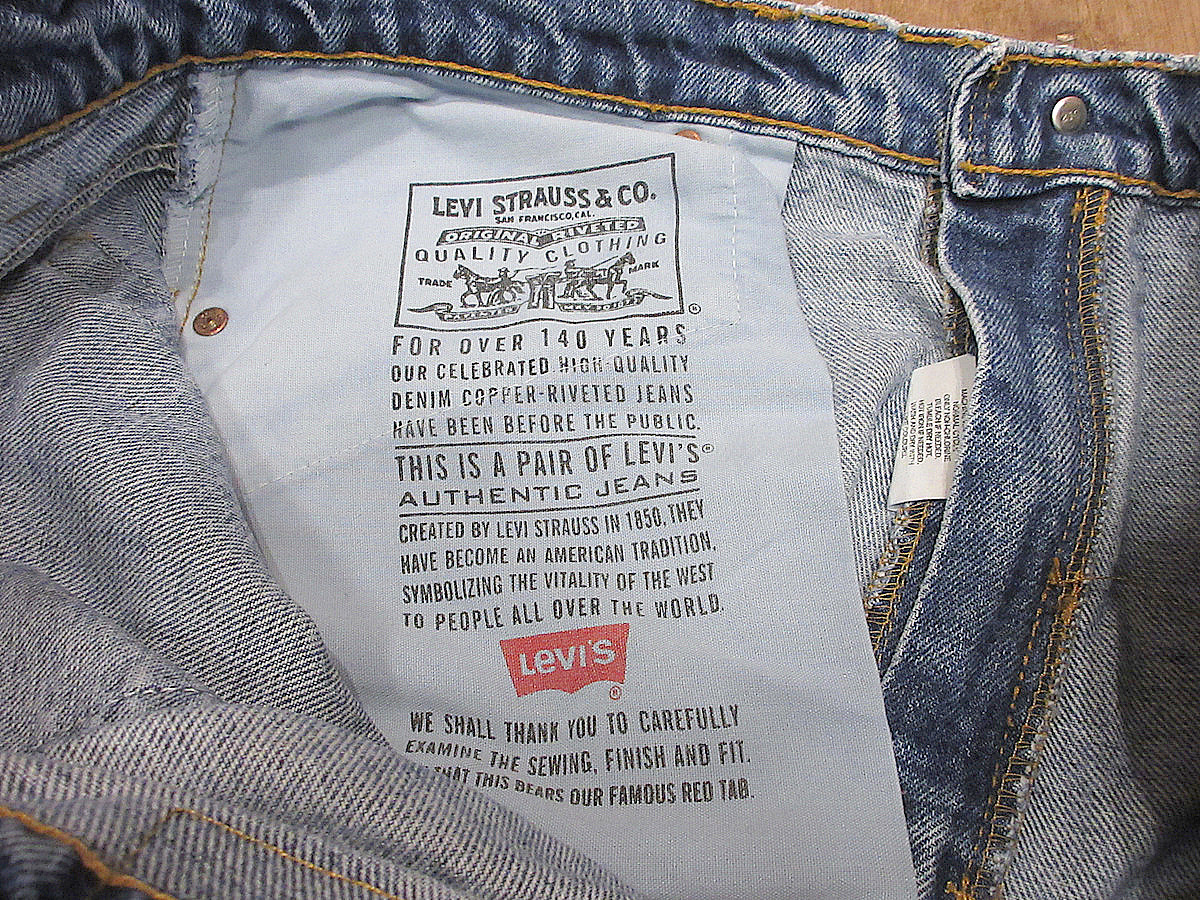 LEVI STRAUSS & CO.
SAN FRANCISCO, CAL.
ORIGINAL RIVETED
QUALITY CLOTHING
TRADE MARK
®
FOR OVER 140 YEARS
OUR CELEBRATED HIGH-QUALITY
DENIM COPPER-RIVETED JEANS
HAVE BEEN BEFORE THE PUBLIC.
THIS IS A PAIR OF LEVI'S®
AUTHENTIC JEANS
CREATED BY LEVI STRAUSS IN 1850, THEY
HAVE BECOME AN AMERICAN TRADITION,
SYMBOLIZING THE VITALITY OF THE WEST
TO PEOPLE ALL OVER THE WORLD.
LEVI'S
®
WE SHALL THANK YOU TO CAREFULLY
EXAMINE THE SEWING, FINISH AND FIT.
THAT THIS BEARS OUR FAMOUS RED TAB.